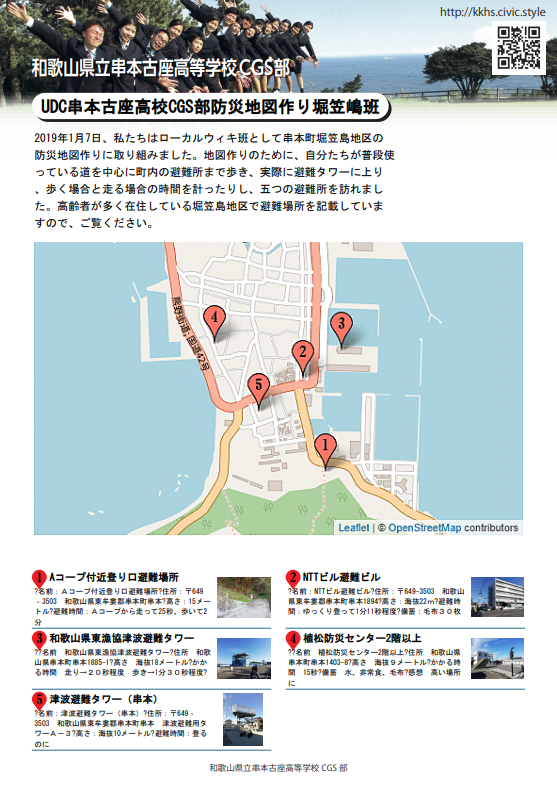 http://kkhs.civic.style
和歌山県立串本古座高等学校 CGS部
UDC串本古座高校CGS部防災地図作り堀笠嶋班
2019年1月7日、私たちはローカルウィキ班として串本町堀笠島地区の
防災地図作りに取り組みました。地図作りのために、自分たちが普段使
っている道を中心に町内の避難所まで歩き、実際に避難タワーに上り
、歩く場合と走る場合の時間を計ったりし、五つの避難所を訪れまし
た。高齢者が多く在住している堀笠島地区で避難場所を記載していま
すので、ご覧ください。
熊野街道;国道42号
4
3
2
5
1
Leaflet | © OpenStreetMap contributors
1 Aコープ付近登り口避難場所
?名前：Ａコープ付近登り口避難場所?住所：〒649
-3503 和歌山県東牟婁郡串本町串本?高さ：15メー
トル?避難時間：Ａコープから走って25秒、歩いて2
分
2 NTTビル避難ビル
?名前：NTTビル避難ビル?住所：〒649-3503 和歌山
県東牟婁郡串本町串本1894?高さ：海抜22ｍ?避難時
間：ゆっくり登って1分11秒程度?備蓄：毛布３０枚
3 和歌山県東漁協津波避難タワー
??名前 和歌山県東漁協津波避難タワー?住所 和歌山
県串本町串本1885-1?高さ 海抜18メートル?かか
る時間 走り→２０秒程度 歩き→1分３０秒程度?
4 植松防災センター2階以上
??名前 植松防災センター2階以上?住所 和歌山県
串本町串本1403-8?高さ 海抜９メートル?かかる時
間 15秒?備蓄 水、非常食、毛布?感想 高い場所
に
5 津波避難タワー（串本）
?名前：津波避難タワー（串本）?住所：〒649-
3503 和歌山県東牟婁郡串本町串本 津波避難用タ
ワーＡ－３?高さ：海抜10メートル?避難時間：登る
のに
和歌山県立串本古座高等学校 CGS 部